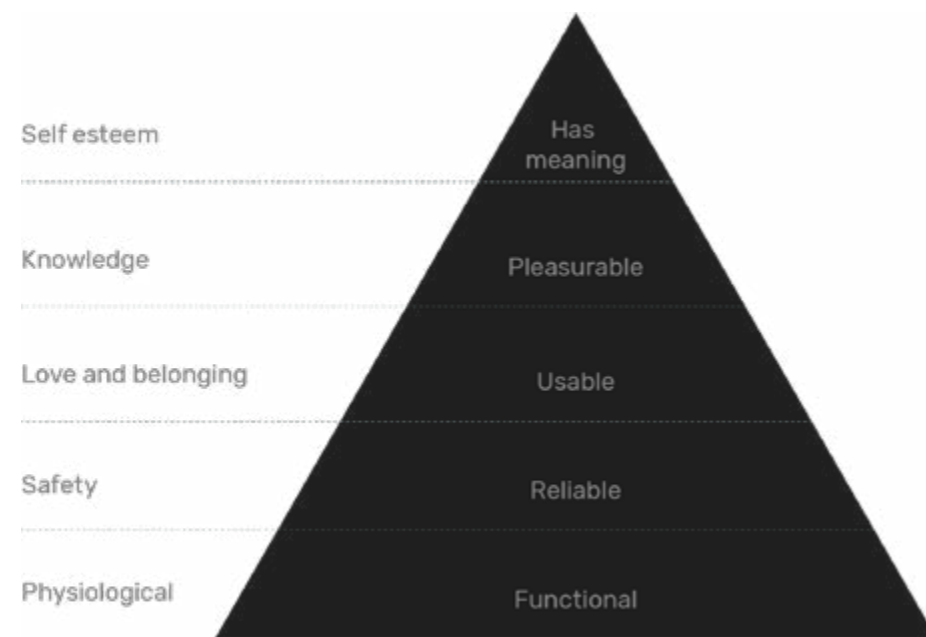 Self esteem
Has
meaning
Knowledge
Pleasurable
Love and belonging
Usable
Safety
Reliable
Physiological
Functional